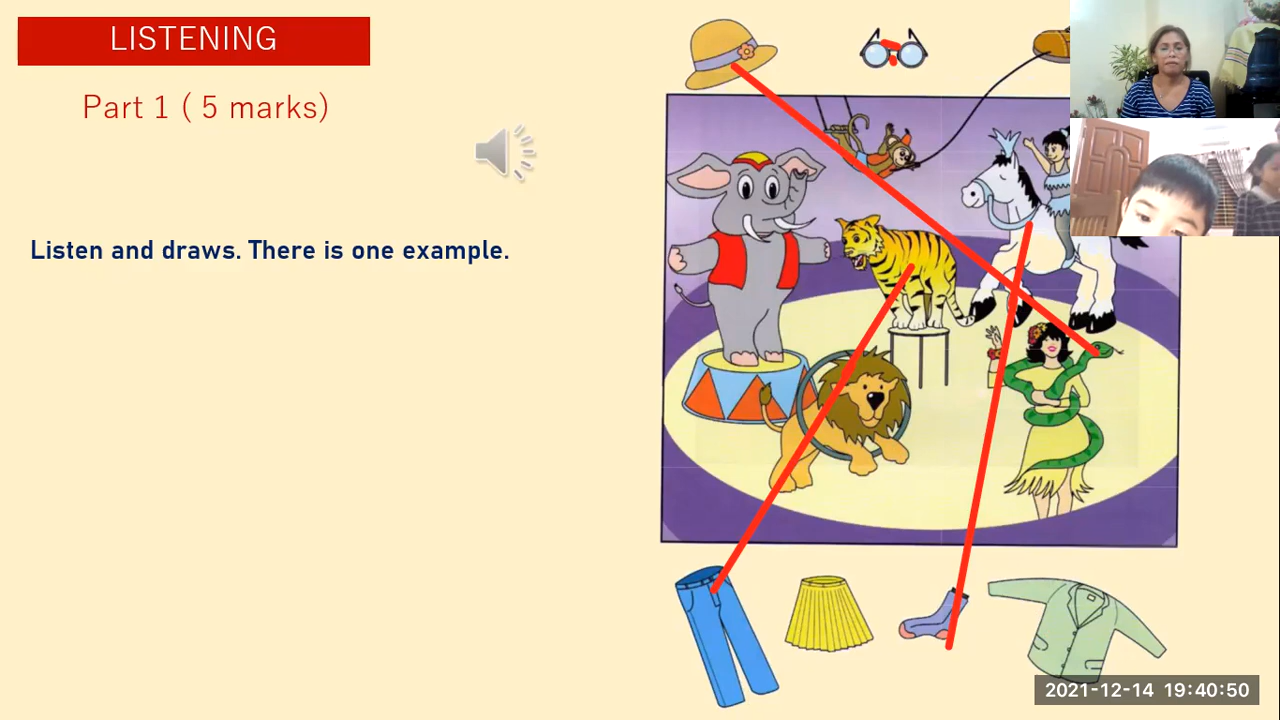 LISTENING
Part 1 ( 5 marks)
Listen and draws. There is one example.
2021-12-14 19:40:50